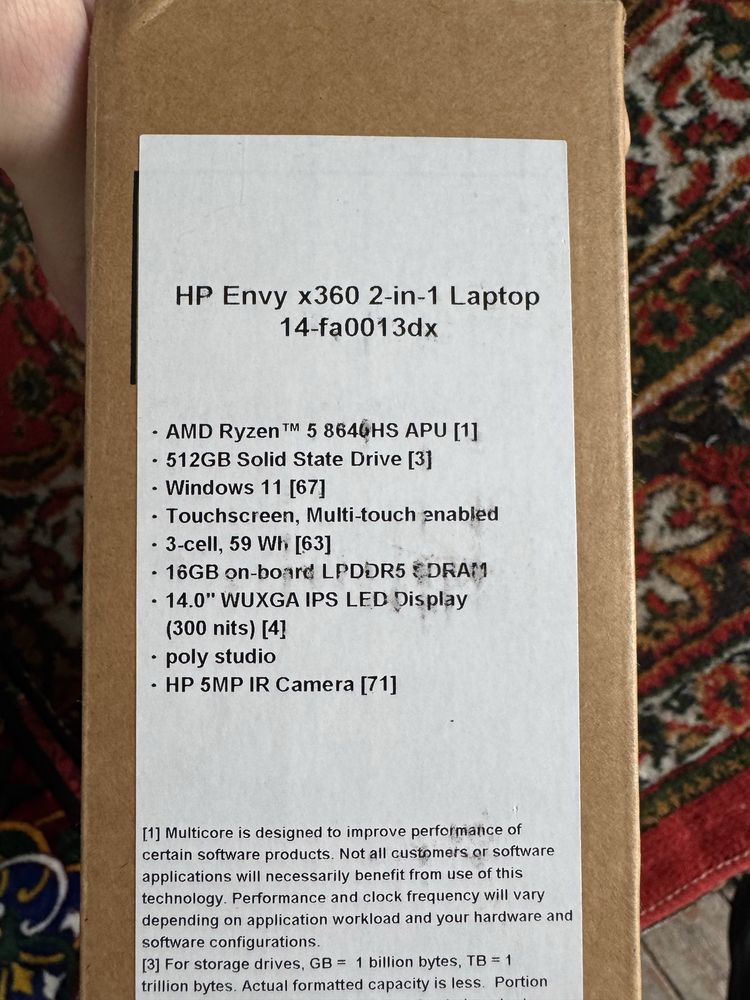 HP Envy x360 2-in-1 Laptop
14-fa0013dx
· AMD Ryzen™ 5 8640HS APU [1]
· 512GB Solid State Drive [3]
· Windows 11 [67]
· Touchscreen, Multi-touch enabled
· 3-cell, 59 Wh [63]
· 16GB on-board LPDDR5 SDRAM
· 14.0" WUXGA IPS LED Display
(300 nits) [4]
· poly studio
· HP 5MP IR Camera [71]
[1] Multicore is designed to improve performance of
certain software products. Not all customers or software
applications will necessarily benefit from use of this
technology. Performance and clock frequency will vary
depending on application workload and your hardware and
software configurations.
[3] For storage drives, GB = 1 billion bytes, TB = 1
trillion bytes. Actual formatted capacity is less. Portion